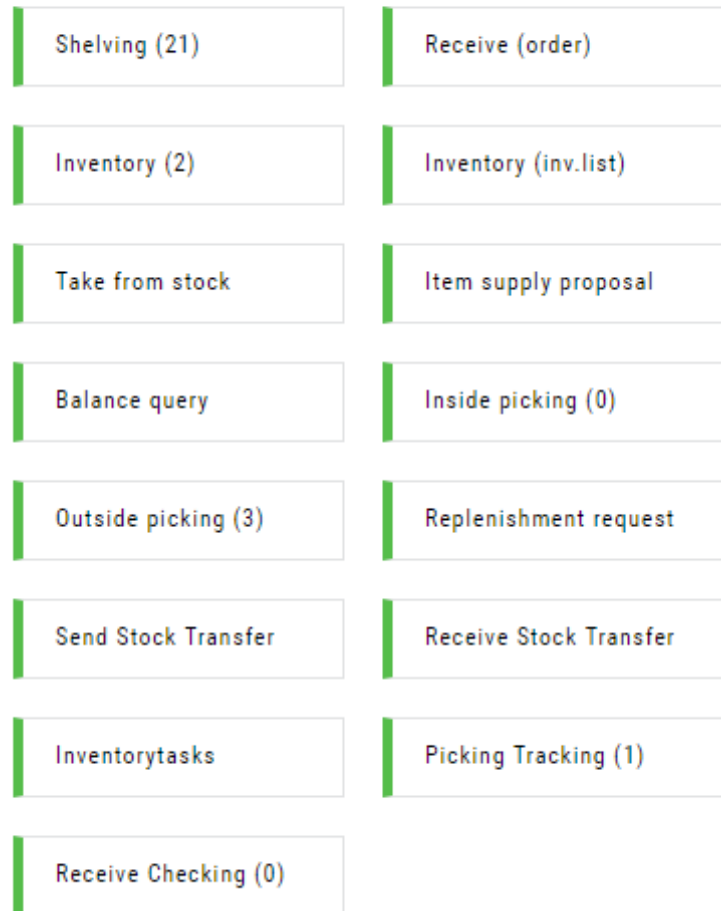 Shelving (21)
Receive (order)
Inventory (2)
Inventory (inv.list)
Take from stock
Item supply proposal
Balance query
Inside picking (0)
Outside picking (3)
Replenishment request
Send Stock Transfer
Receive Stock Transfer
Inventorytasks
Picking Tracking (1)
Receive Checking (0)